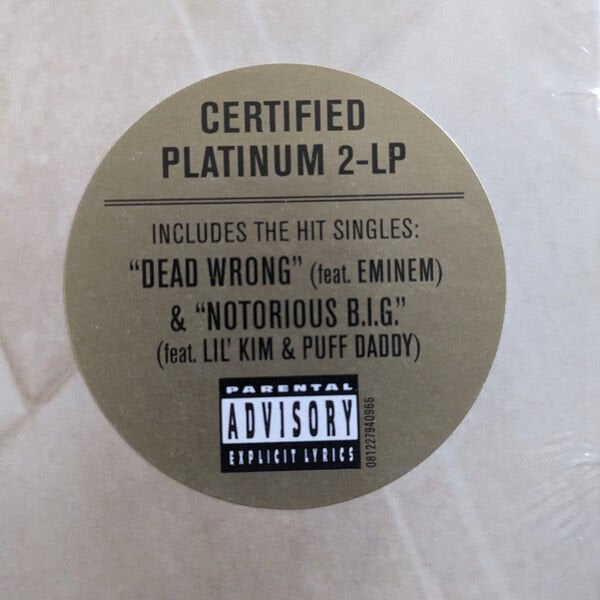 CERTIFIED
PLATINUM 2-LP
INCLUDES THE HIT SINGLES:
“DEAD WRONG” (feat. EMINEM)
& “NOTORIOUS B.I.G.”
(feat. LIL’ KIM & PUFF DADDY)
PARENTAL
ADVISORY
EXPLICIT LYRICS
081227940966